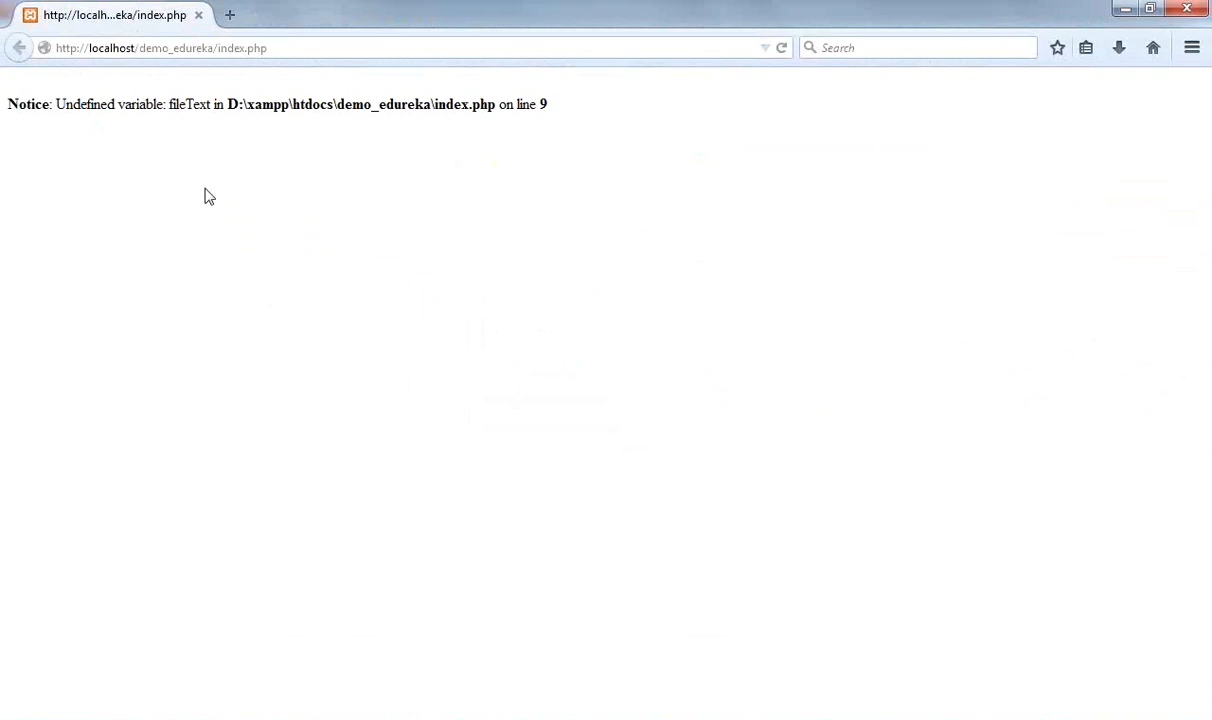 http://localh...eka/index.php
http://localhost/demo_edureka/index.php
Search
Notice: Undefined variable: fileText in D:\xampp\htdocs\demo_edureka\index.php on line 9